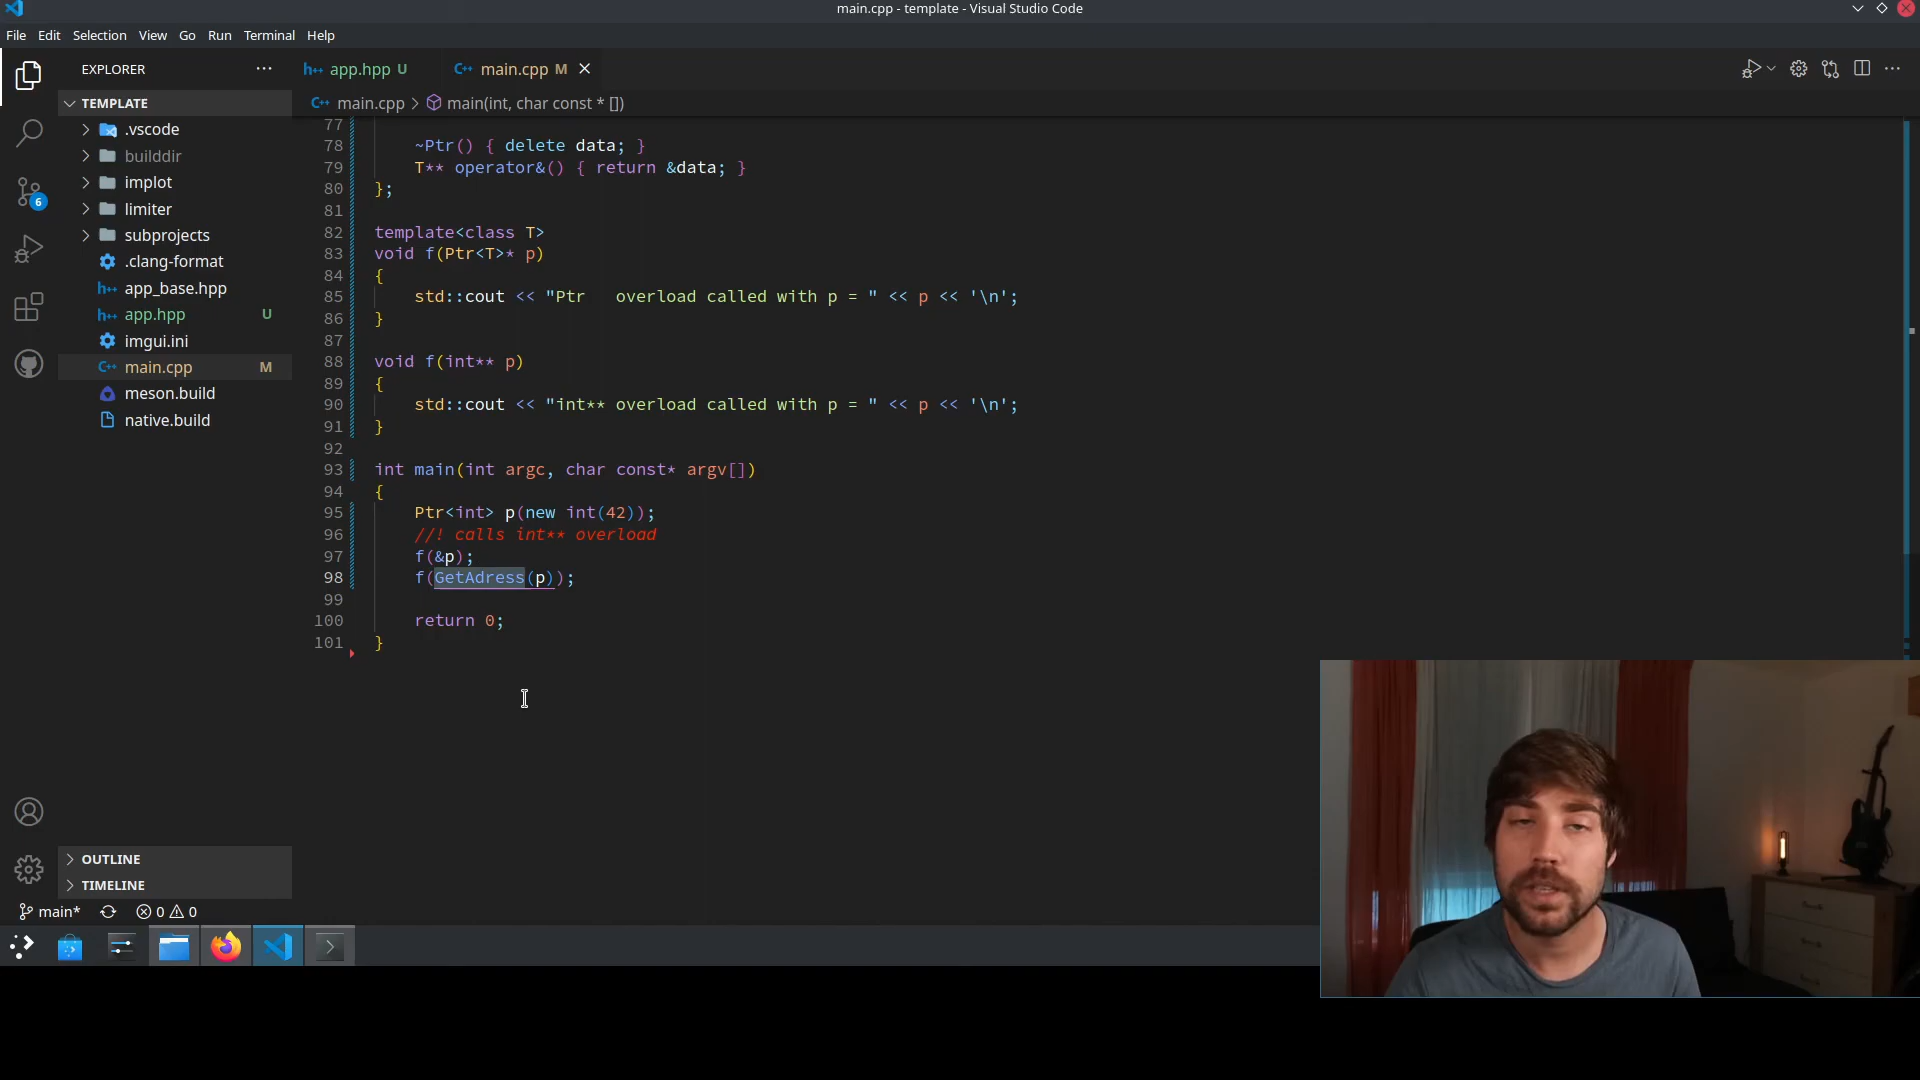 main.cpp - template - Visual Studio Code
File Edit Selection View Go Run Terminal Help
EXPLORER
TEMPLATE
.vscode
builddir
implot
limiter
subprojects
.clang-format
app_base.hpp
app.hpp U
imgui.ini
main.cpp M
meson.build
native.build
OUTLINE
TIMELINE
6
main* 0 0
h++ app.hpp U
C++ main.cpp M
C++ main.cpp > main(int, char const * [])
77
78 ~Ptr() { delete data; }
79 T** operator&() { return &data; }
80 };
81
82 template<class T>
83 void f(Ptr<T>* p)
84 {
85 std::cout << "Ptr   overload called with p = " << p << '\n';
86 }
87
88 void f(int** p)
89 {
90 std::cout << "int** overload called with p = " << p << '\n';
91 }
92
93 int main(int argc, char const* argv[])
94 {
95 Ptr<int> p(new int(42));
96 //! calls int** overload
97 f(&p);
98 f(GetAdress(p));
99
100 return 0;
101 }